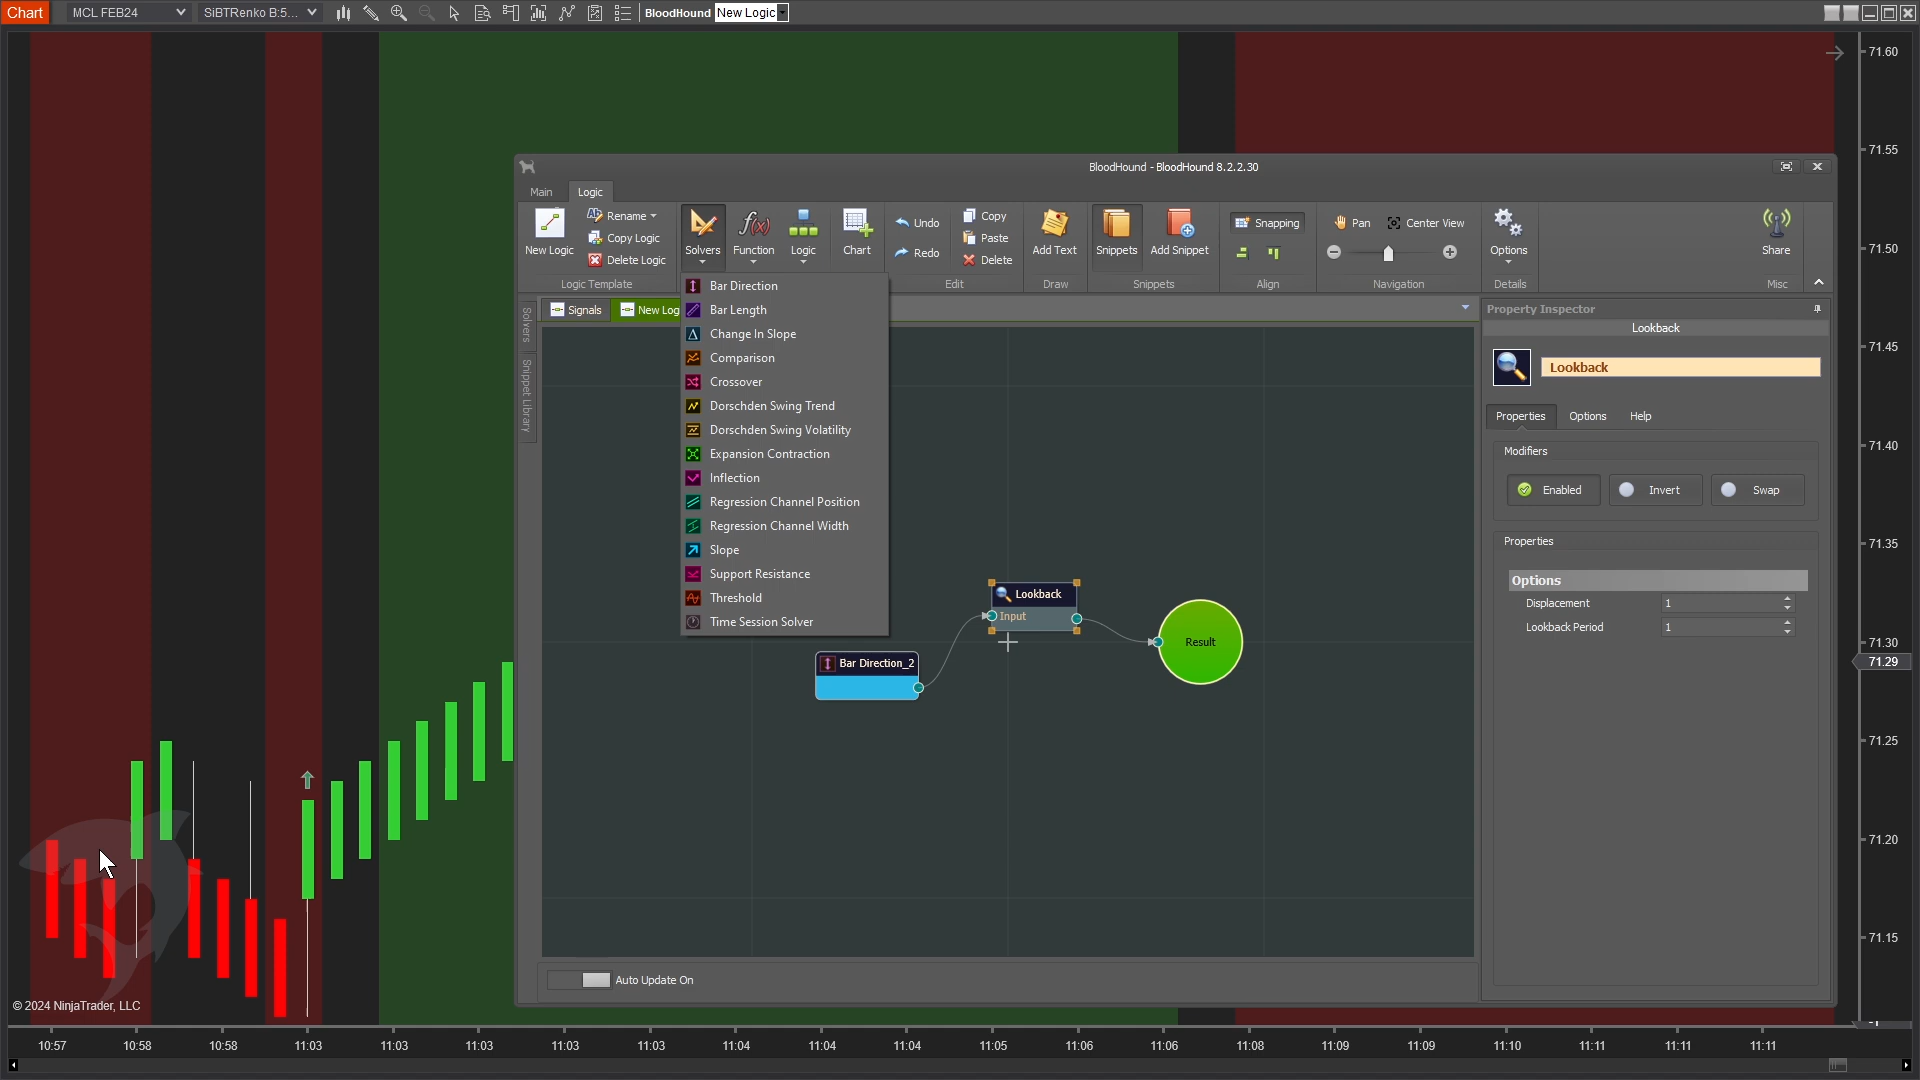 Chart
MCL FEB24
SiBTRenko B:5...
BloodHound
New Logic
BloodHound - BloodHound 8.2.2.30
Main
Logic
New Logic
Rename
Copy Logic
Delete Logic
Logic Template
Solvers
Function
Logic
Chart
Undo
Redo
Copy
Paste
Delete
Edit
Add Text
Draw
Snippets
Add Snippet
Snippets
Snapping
Align
Pan
Center View
Navigation
Options
Details
Share
Misc
Signals
New Log
Solvers
Snippet Library
Bar Direction
Bar Length
Change In Slope
Comparison
Crossover
Dorschden Swing Trend
Dorschden Swing Volatility
Expansion Contraction
Inflection
Regression Channel Position
Regression Channel Width
Slope
Support Resistance
Threshold
Time Session Solver
Lookback
Input
Bar Direction_2
Result
Auto Update On
Property Inspector
Lookback
Lookback
Properties
Options
Help
Modifiers
Enabled
Invert
Swap
Properties
Options
Displacement
1
Lookback Period
1
71.60
71.55
71.50
71.45
71.40
71.35
71.30
71.29
71.25
71.20
71.15
© 2024 NinjaTrader, LLC
10:57
10:58
10:58
11:03
11:03
11:03
11:03
11:03
11:04
11:04
11:04
11:05
11:06
11:06
11:08
11:09
11:09
11:10
11:11
11:11
11:11